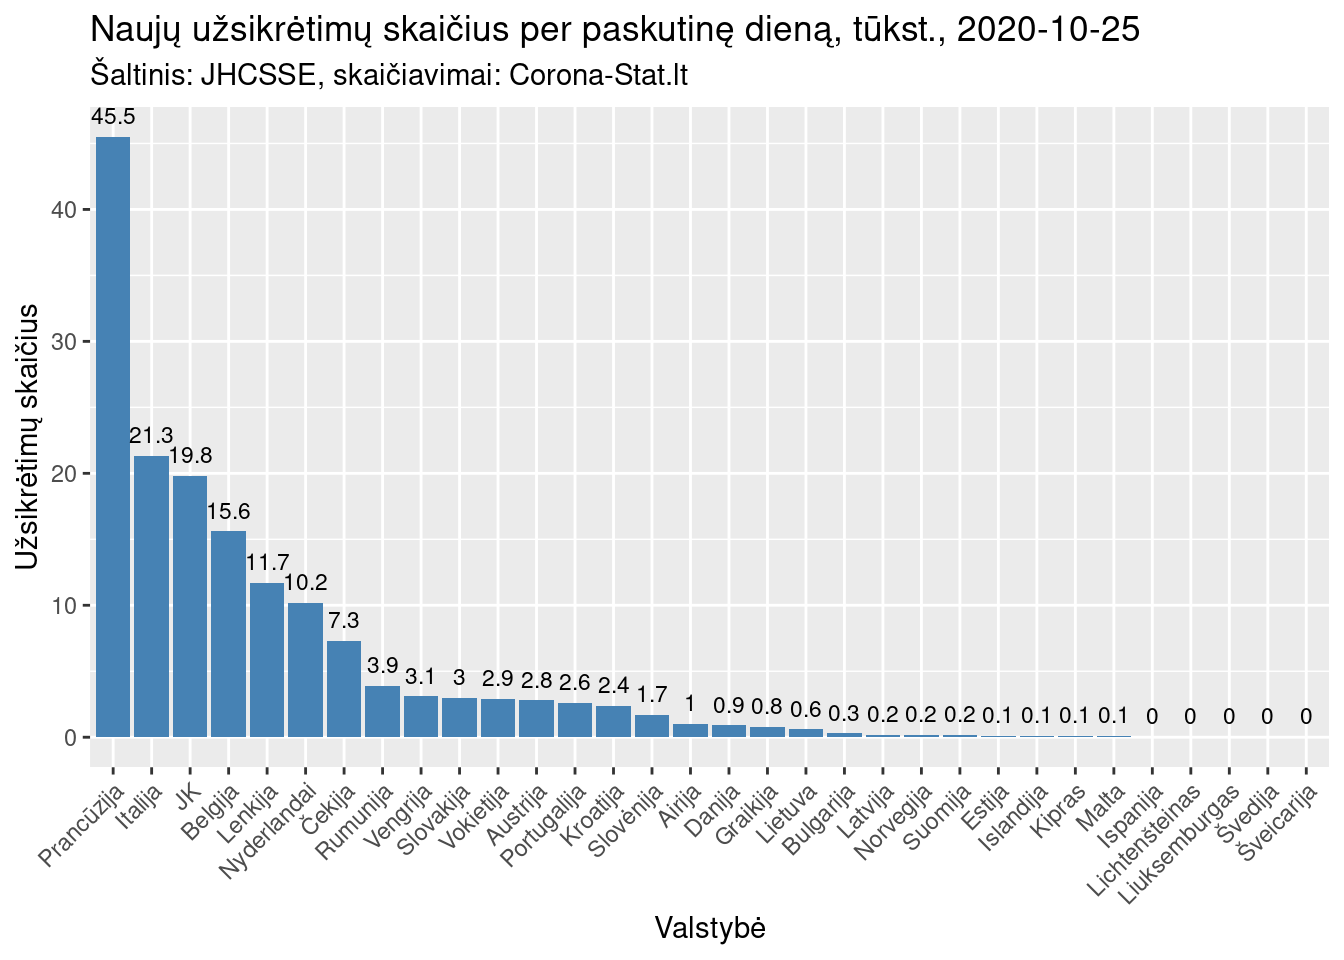 Naujų užsikrėtimų skaičius per paskutinę dieną, tūkst., 2020-10-25
Šaltinis: JHCSSE, skaičiavimai: Corona-Stat.lt
Užsikrėtimų skaičius
40
30
20
10
0
45.5
21.3
19.8
15.6
11.7
10.2
7.3
3.9
3.1
3
2.9
2.8
2.6
2.4
1.7
1
0.9
0.8
0.6
0.3
0.2
0.2
0.2
0.1
0.1
0.1
0.1
0
0
0
0
0
Prancūzija
Italija
JK
Belgija
Lenkija
Nyderlandai
Čekija
Rumunija
Vengrija
Slovakija
Vokietija
Austrija
Portugalija
Kroatija
Slovėnija
Airija
Danija
Graikija
Lietuva
Bulgarija
Latvija
Norvegija
Suomija
Estija
Islandija
Kipras
Malta
Ispanija
Lichtenšteinas
Liuksemburgas
Švedija
Šveicarija
Valstybė